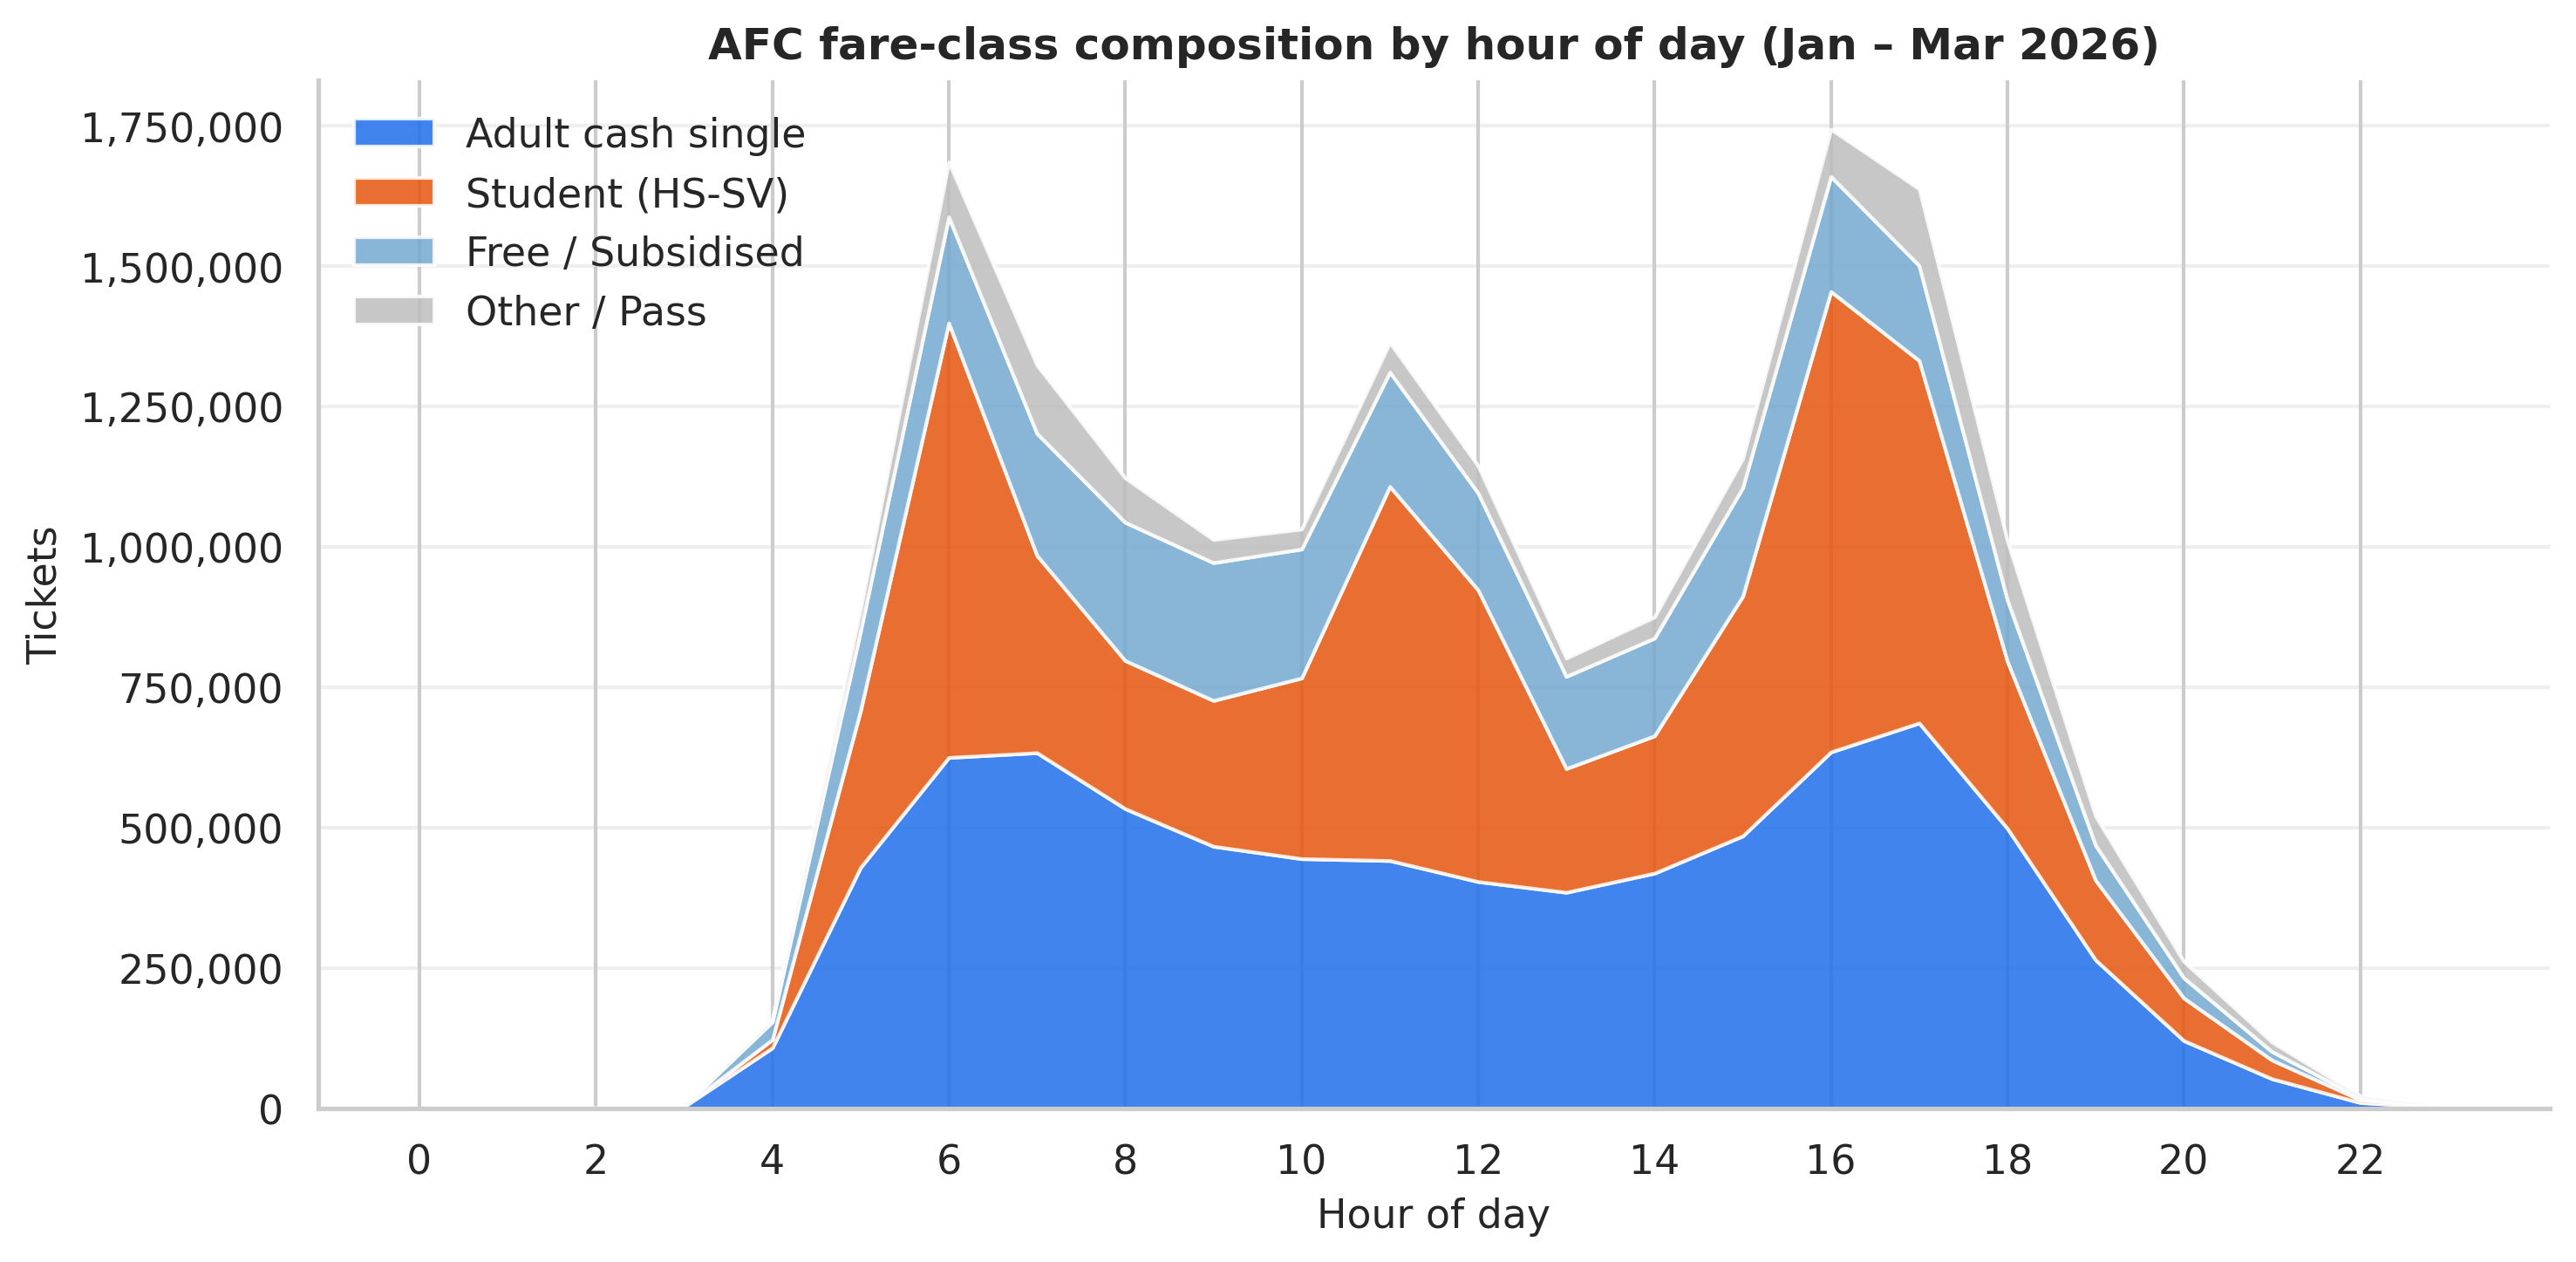 AFC fare-class composition by hour of day (Jan – Mar 2026)
1,750,000
1,500,000
1,250,000
1,000,000
750,000
500,000
250,000
0
Tickets
Adult cash single
Student (HS-SV)
Free / Subsidised
Other / Pass
0 2 4 6 8 10 12 14 16 18 20 22
Hour of day